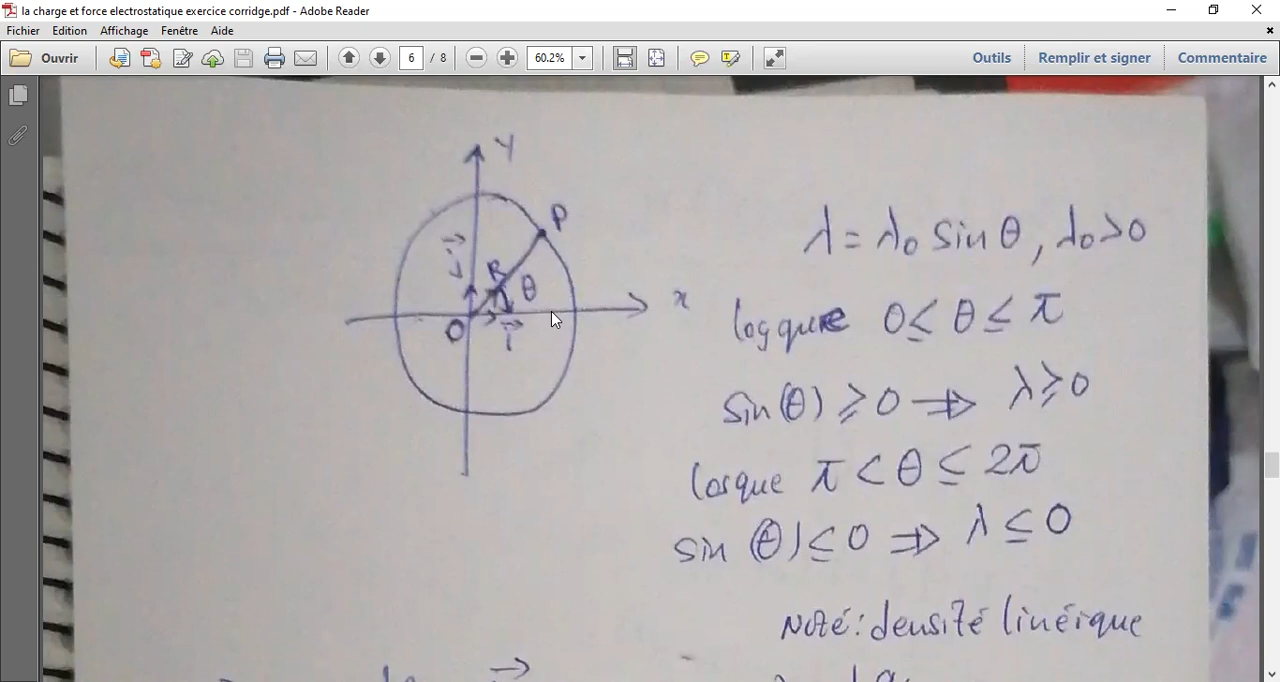 la charge et force electrostatique exercice corridge.pdf - Adobe Reader
Fichier Edition Affichage Fenêtre Aide
Ouvrir 6 / 8 60.2% Outils Remplir et signer Commentaire
Y
P
λ = λ0 sin θ, λ0 > 0
j
R
θ
x
O
i
losque 0 ≤ θ ≤ π
sin(θ) ≥ 0 ⇒ λ ≥ 0
losque π < θ ≤ 2π
sin (θ) ≤ 0 ⇒ λ ≤ 0
Noté: densité linérique